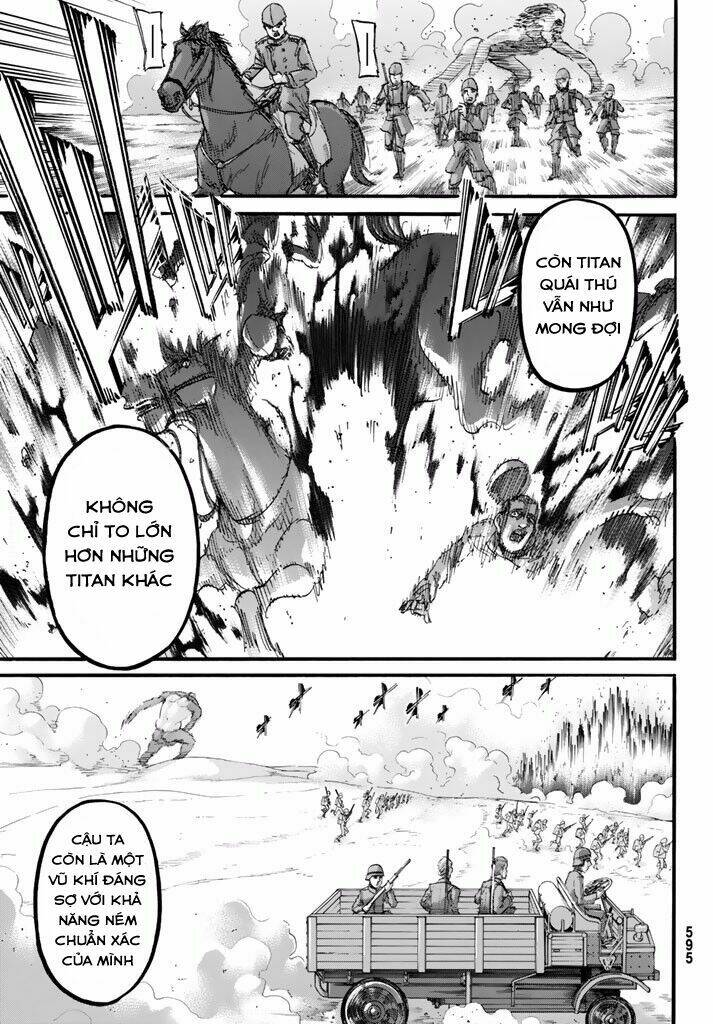 CÒN TITAN
QUÁI THÚ
VẪN NHƯ
MONG ĐỢI
KHÔNG
CHỈ TO LỚN
HƠN NHỮNG
TITAN KHÁC
CẬU TA
CÒN LÀ MỘT
VŨ KHÍ ĐÁNG
SỢ VỚI KHẢ
NĂNG NÉM
CHUẨN XÁC
CỦA MÌNH
595